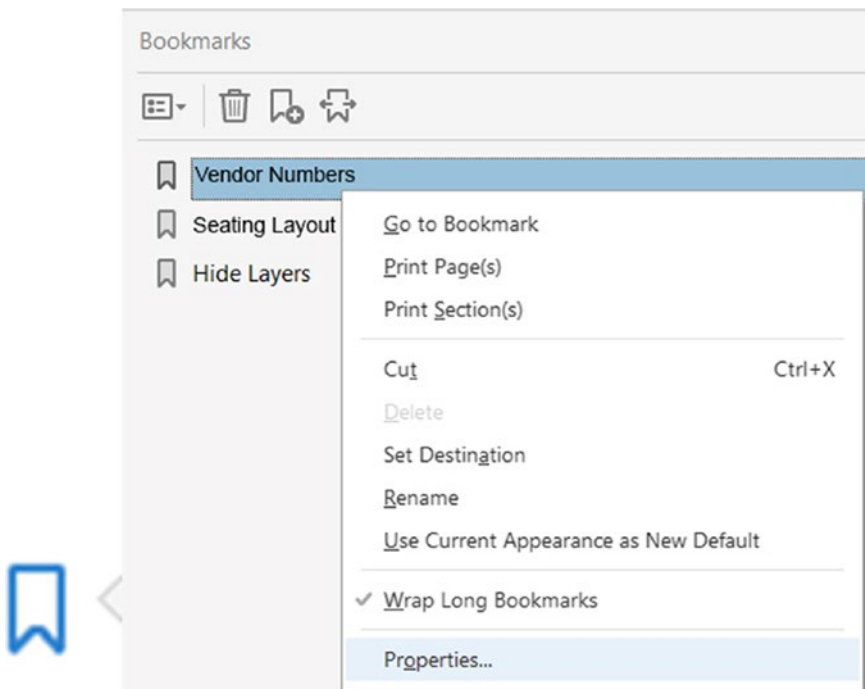 Bookmarks
Vendor Numbers
Seating Layout
Hide Layers
Go to Bookmark
Print Page(s)
Print Section(s)
Cut Ctrl+X
Delete
Set Destination
Rename
Use Current Appearance as New Default
Wrap Long Bookmarks
Properties...